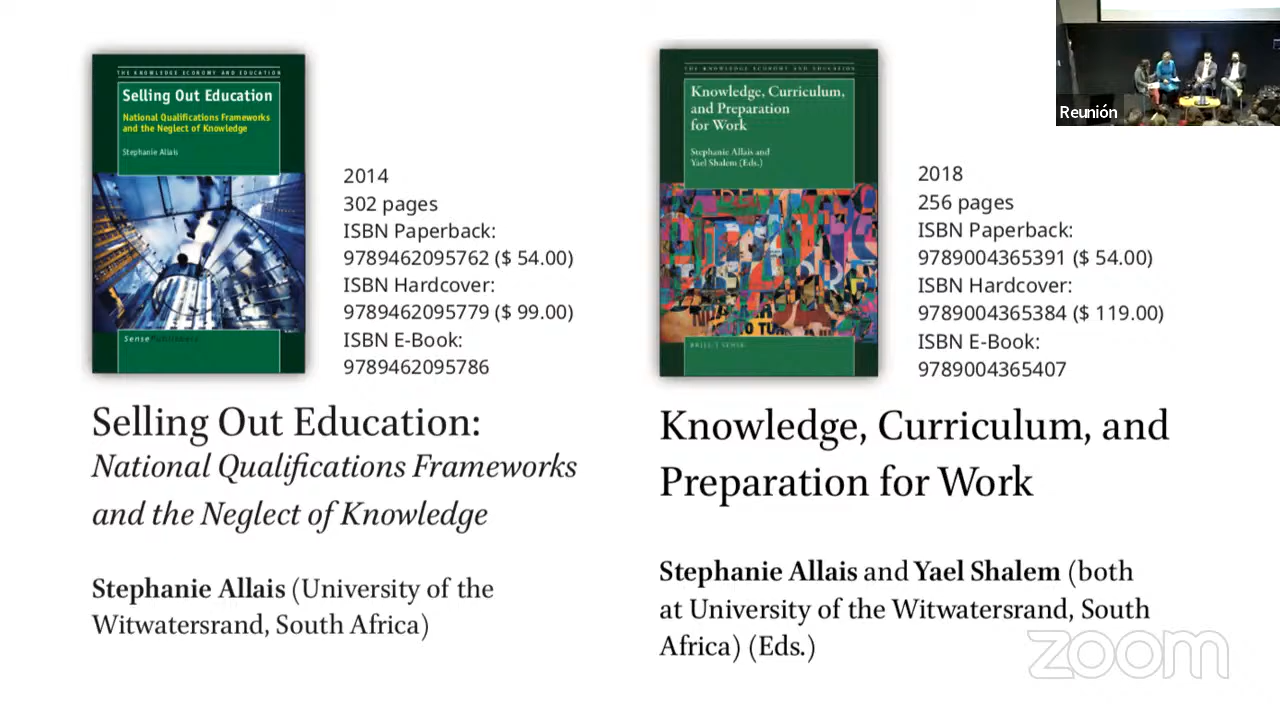 THE KNOWLEDGE ECONOMY AND EDUCATION
Selling Out Education
National Qualifications Frameworks
and the Neglect of Knowledge
Stephanie Allais
Sense Publishers
2014
302 pages
ISBN Paperback:
9789462095762 ($ 54.00)
ISBN Hardcover:
9789462095779 ($ 99.00)
ISBN E-Book:
9789462095786
Selling Out Education:
National Qualifications Frameworks
and the Neglect of Knowledge
Stephanie Allais (University of the
Witwatersrand, South Africa)
THE KNOWLEDGE ECONOMY AND EDUCATION
Knowledge, Curriculum,
and Preparation
for Work
Stephanie Allais and
Yael Shalem (Eds.)
BRILL | SENSE
2018
256 pages
ISBN Paperback:
9789004365391 ($ 54.00)
ISBN Hardcover:
9789004365384 ($ 119.00)
ISBN E-Book:
9789004365407
Knowledge, Curriculum, and
Preparation for Work
Stephanie Allais and Yael Shalem (both
at University of the Witwatersrand, South
Africa) (Eds.)
Reunión
zoom